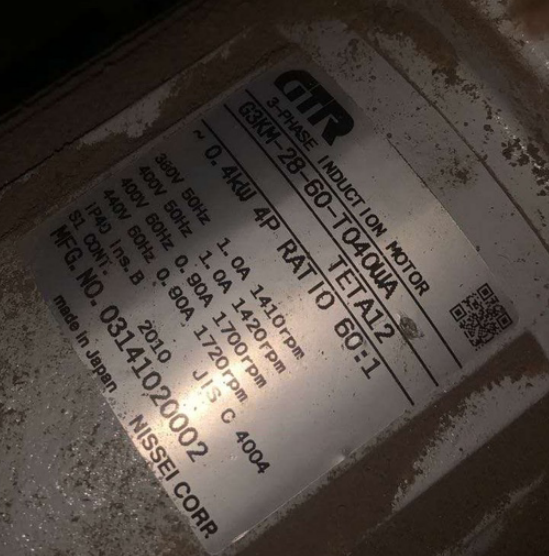 GTR
3-PHASE INDUCTION MOTOR
G3KM-28-60-T040WA
TETA12
~ 0.4kW 4P RATIO 60:1
380V 50Hz 1.0A 1410rpm
400V 50Hz 1.0A 1420rpm
400V 60Hz 0.90A 1700rpm
440V 60Hz 0.90A 1720rpm
IP40 Ins.B 2010 JIS C 4004
S1 CONT.
MFG. NO. 03141020002
made in Japan NISSEI CORP